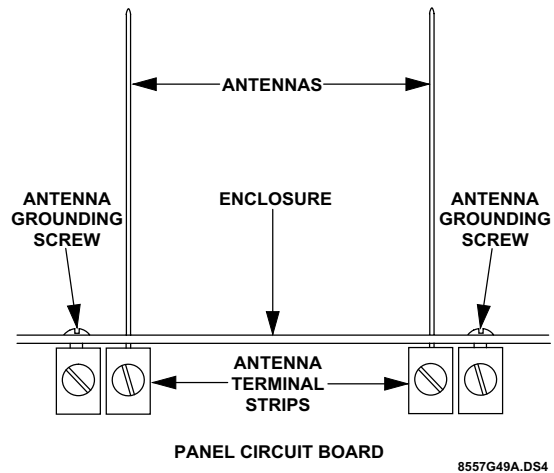 ANTENNAS
ANTENNA
GROUNDING
SCREW
ENCLOSURE
ANTENNA
GROUNDING
SCREW
ANTENNA
TERMINAL
STRIPS
PANEL CIRCUIT BOARD
8557G49A.DS4